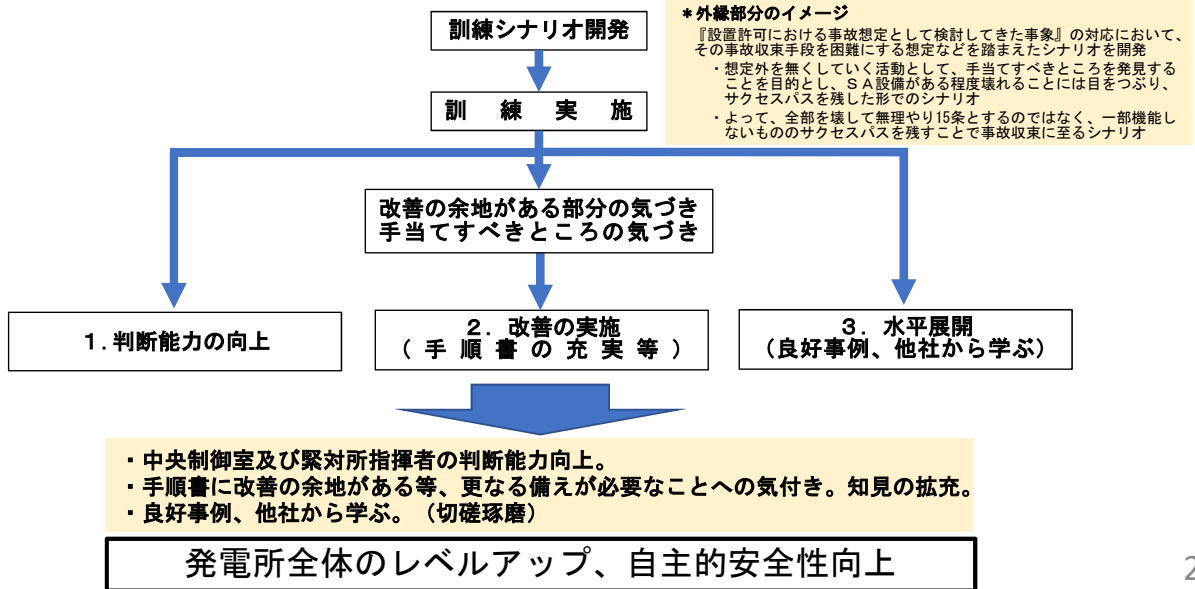 訓練シナリオ開発
訓　練　実　施
＊外縁部分のイメージ
『設置許可における事故想定として検討してきた事象』の対応において、
その事故収束手段を困難にする想定などを踏まえたシナリオを開発
・想定外を無くしていく活動として、手当てすべきところを発見する
ことを目的とし、ＳＡ設備がある程度壊れることには目をつぶり、
サクセスパスを残した形でのシナリオ
・よって、全部を壊して無理やり15条とするのではなく、一部機能し
ないもののサクセスパスを残すことで事故収束に至るシナリオ
改善の余地がある部分の気づき
手当てすべきところの気づき
1．判断能力の向上
２．改善の実施
（手順書の充実等）
３．水平展開
（良好事例、他社から学ぶ）
・中央制御室及び緊対所指揮者の判断能力向上。
・手順書に改善の余地がある等、更なる備えが必要なことへの気付き。知見の拡充。
・良好事例、他社から学ぶ。（切磋琢磨）
発電所全体のレベルアップ、自主的安全性向上
2